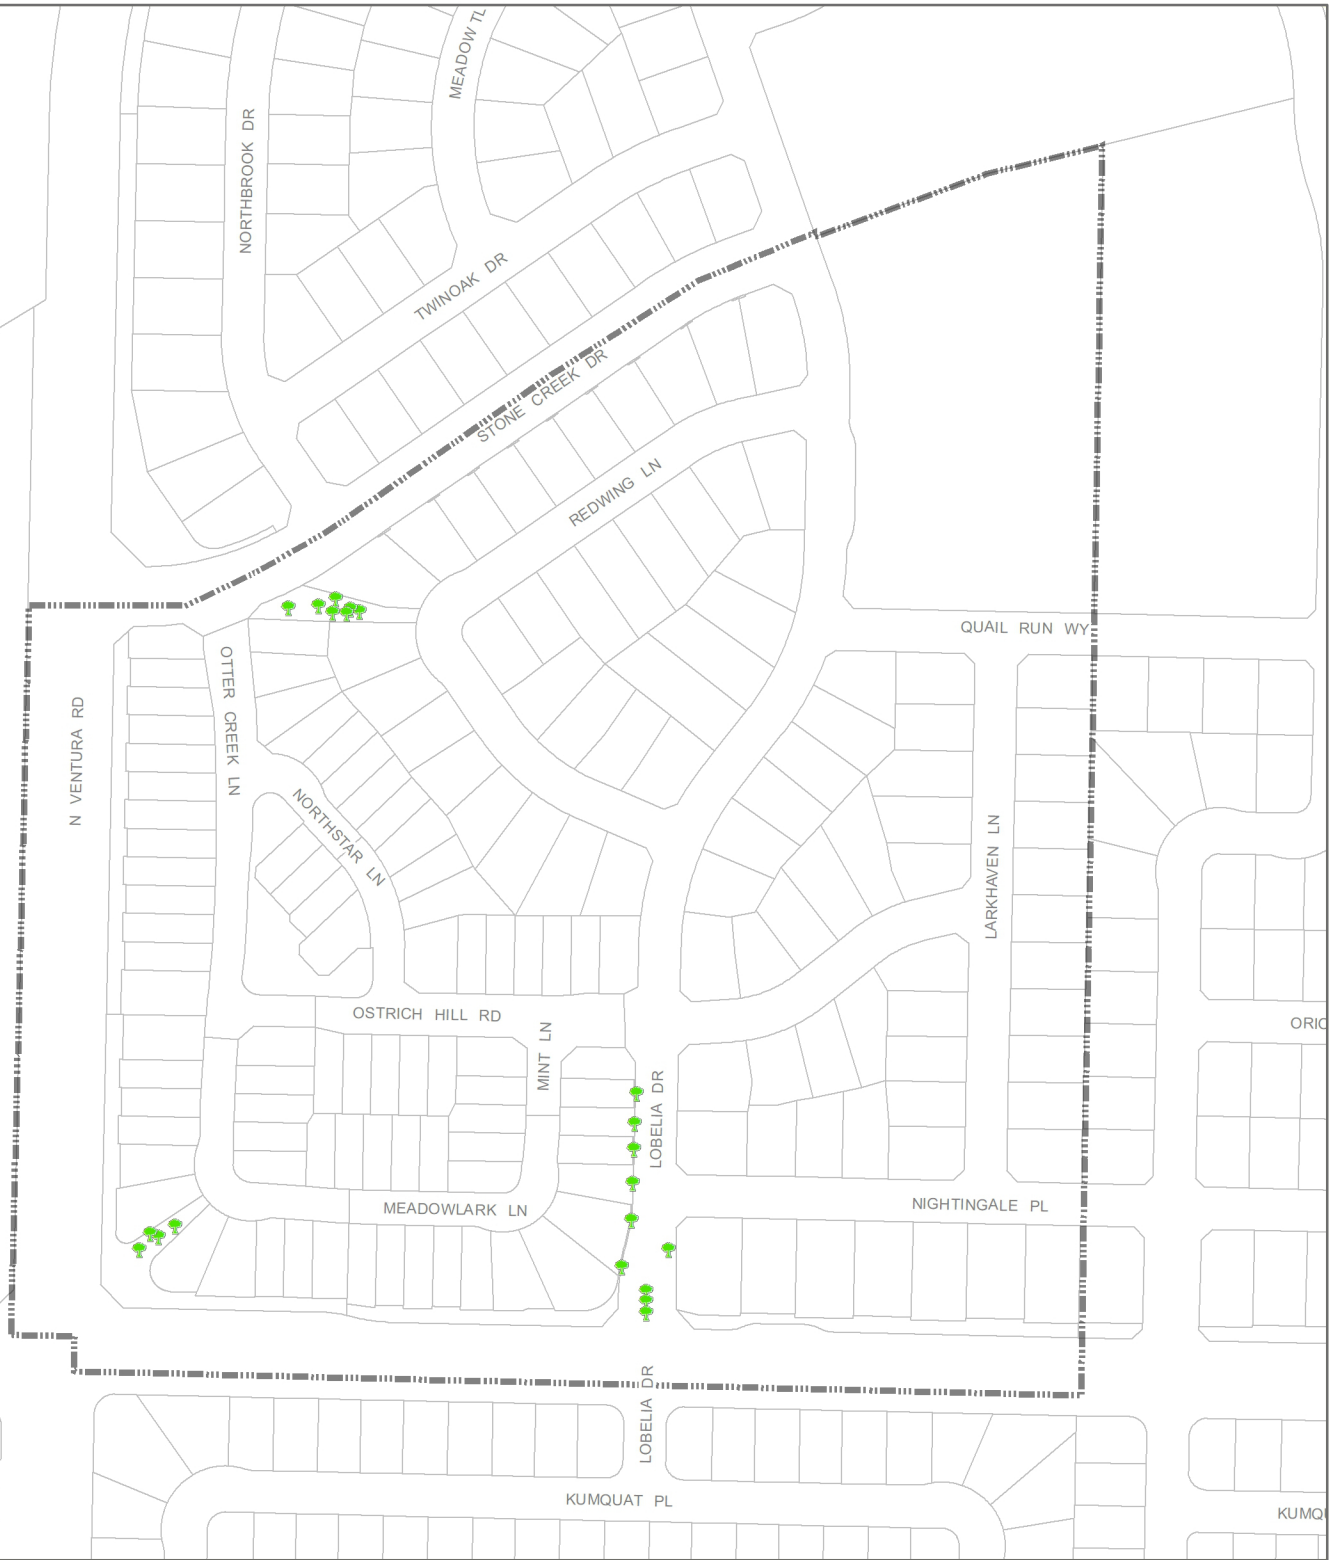 MEADOW TL
NORTHBROOK DR
TWINOAK DR
STONE CREEK DR
REDWING LN
QUAIL RUN WY
OTTER CREEK LN
N VENTURA RD
NORTHSTAR LN
LARKHAVEN LN
OSTRICH HILL RD
ORIO
MINT LN
LOBELIA DR
NIGHTINGALE PL
MEADOWLARK LN
LOBELIA DR
KUMQUAT PL
KUMQU